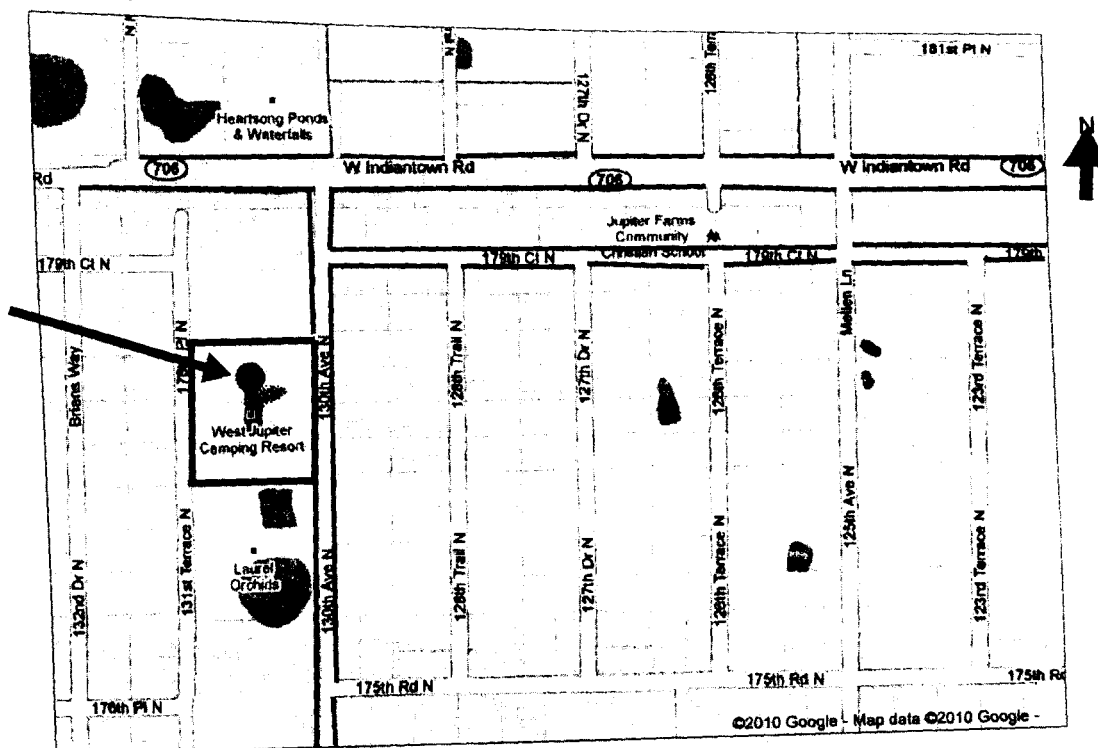 N
N
N
127th Dr N
126th Terra
181st Pl N
Heartsong Ponds
& Waterfalls
N
Rd
706
W Indiantown Rd
706
W Indiantown Rd
706
Jupiter Farms
Community
Christian School
179th Ct N
179th Ct N
179th Ct N
179th
Mellen Ln
Pl N
Briens Way
130th Ave N
128th Trail N
127th Dr N
126th Terrace N
123rd Terrace N
West Jupiter
Camping Resort
125th Ave N
Laurel
Orchids
132nd Dr N
131st Terrace N
130th Ave N
128th Trail N
127th Dr N
126th Terrace N
123rd Terrace N
175th Rd N
175th Rd N
175th Rd
176th Pl N
©2010 Google - Map data ©2010 Google -